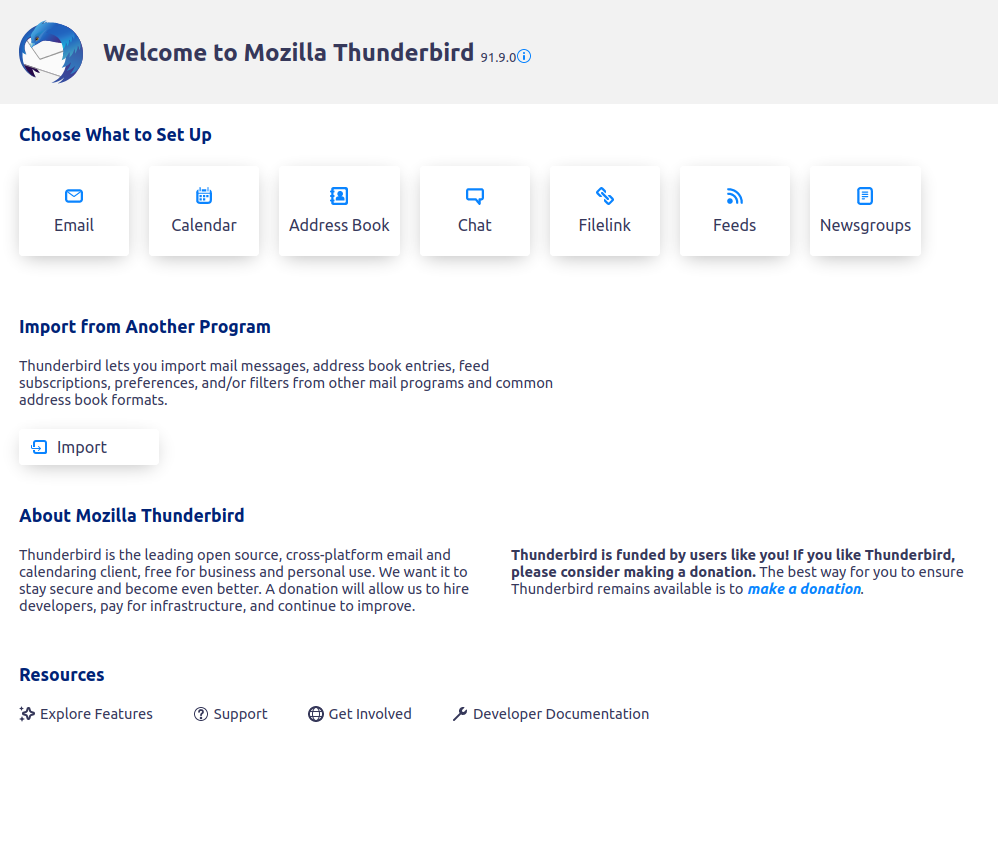 Welcome to Mozilla Thunderbird 91.9.0
Choose What to Set Up
Email
Calendar
Address Book
Chat
Filelink
Feeds
Newsgroups
Import from Another Program
Thunderbird lets you import mail messages, address book entries, feed
subscriptions, preferences, and/or filters from other mail programs and common
address book formats.
Import
About Mozilla Thunderbird
Thunderbird is the leading open source, cross-platform email and
calendaring client, free for business and personal use. We want it to
stay secure and become even better. A donation will allow us to hire
developers, pay for infrastructure, and continue to improve.
Thunderbird is funded by users like you! If you like Thunderbird,
please consider making a donation. The best way for you to ensure
Thunderbird remains available is to make a donation.
Resources
Explore Features
Support
Get Involved
Developer Documentation